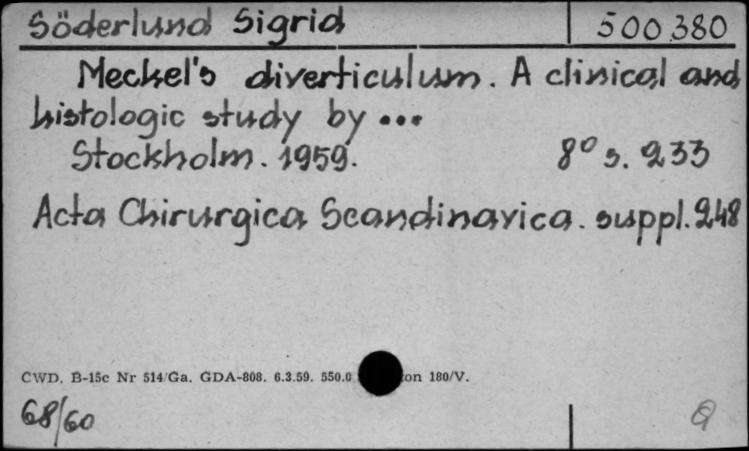 Söderlund Sigrid 500.380
Meckel's diverticulum. A clinical and
histologic study by ...
Stockholm. 1959. 8° s. 233
Acta Chirurgica Scandinavica. suppl. 248
CWD. B-15c Nr 514/Ga. GDA-808. 6.3.59. 550.0 on 180/V.
68/60